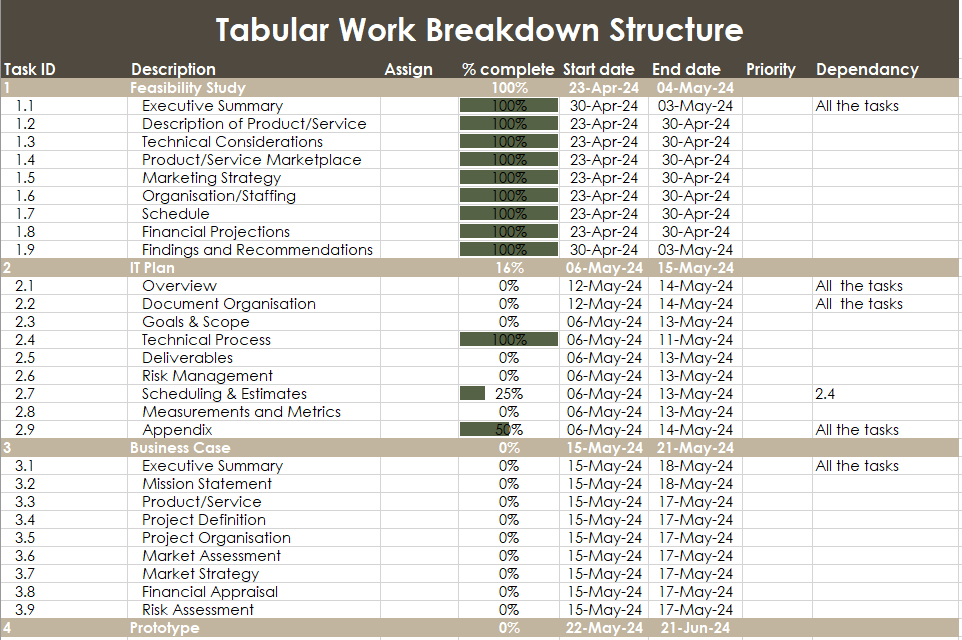 Tabular Work Breakdown Structure
Task ID Description Assign % complete Start date End date Priority Dependancy
1 Feasibility Study 100% 23-Apr-24 04-May-24
1.1 Executive Summary 100% 30-Apr-24 03-May-24 All the tasks
1.2 Description of Product/Service 100% 23-Apr-24 30-Apr-24
1.3 Technical Considerations 100% 23-Apr-24 30-Apr-24
1.4 Product/Service Marketplace 100% 23-Apr-24 30-Apr-24
1.5 Marketing Strategy 100% 23-Apr-24 30-Apr-24
1.6 Organisation/Staffing 100% 23-Apr-24 30-Apr-24
1.7 Schedule 100% 23-Apr-24 30-Apr-24
1.8 Financial Projections 100% 23-Apr-24 30-Apr-24
1.9 Findings and Recommendations 100% 30-Apr-24 03-May-24
2 IT Plan 16% 06-May-24 15-May-24
2.1 Overview 0% 12-May-24 14-May-24 All the tasks
2.2 Document Organisation 0% 12-May-24 14-May-24 All the tasks
2.3 Goals & Scope 0% 06-May-24 13-May-24
2.4 Technical Process 100% 06-May-24 11-May-24
2.5 Deliverables 0% 06-May-24 13-May-24
2.6 Risk Management 0% 06-May-24 13-May-24
2.7 Scheduling & Estimates 25% 06-May-24 13-May-24 2.4
2.8 Measurements and Metrics 0% 06-May-24 13-May-24
2.9 Appendix 50% 06-May-24 14-May-24 All the tasks
3 Business Case 0% 15-May-24 21-May-24
3.1 Executive Summary 0% 15-May-24 18-May-24 All the tasks
3.2 Mission Statement 0% 15-May-24 18-May-24
3.3 Product/Service 0% 15-May-24 17-May-24
3.4 Project Definition 0% 15-May-24 17-May-24
3.5 Project Organisation 0% 15-May-24 17-May-24
3.6 Market Assessment 0% 15-May-24 17-May-24
3.7 Market Strategy 0% 15-May-24 17-May-24
3.8 Financial Appraisal 0% 15-May-24 17-May-24
3.9 Risk Assessment 0% 15-May-24 17-May-24
4 Prototype 0% 22-May-24 21-Jun-24